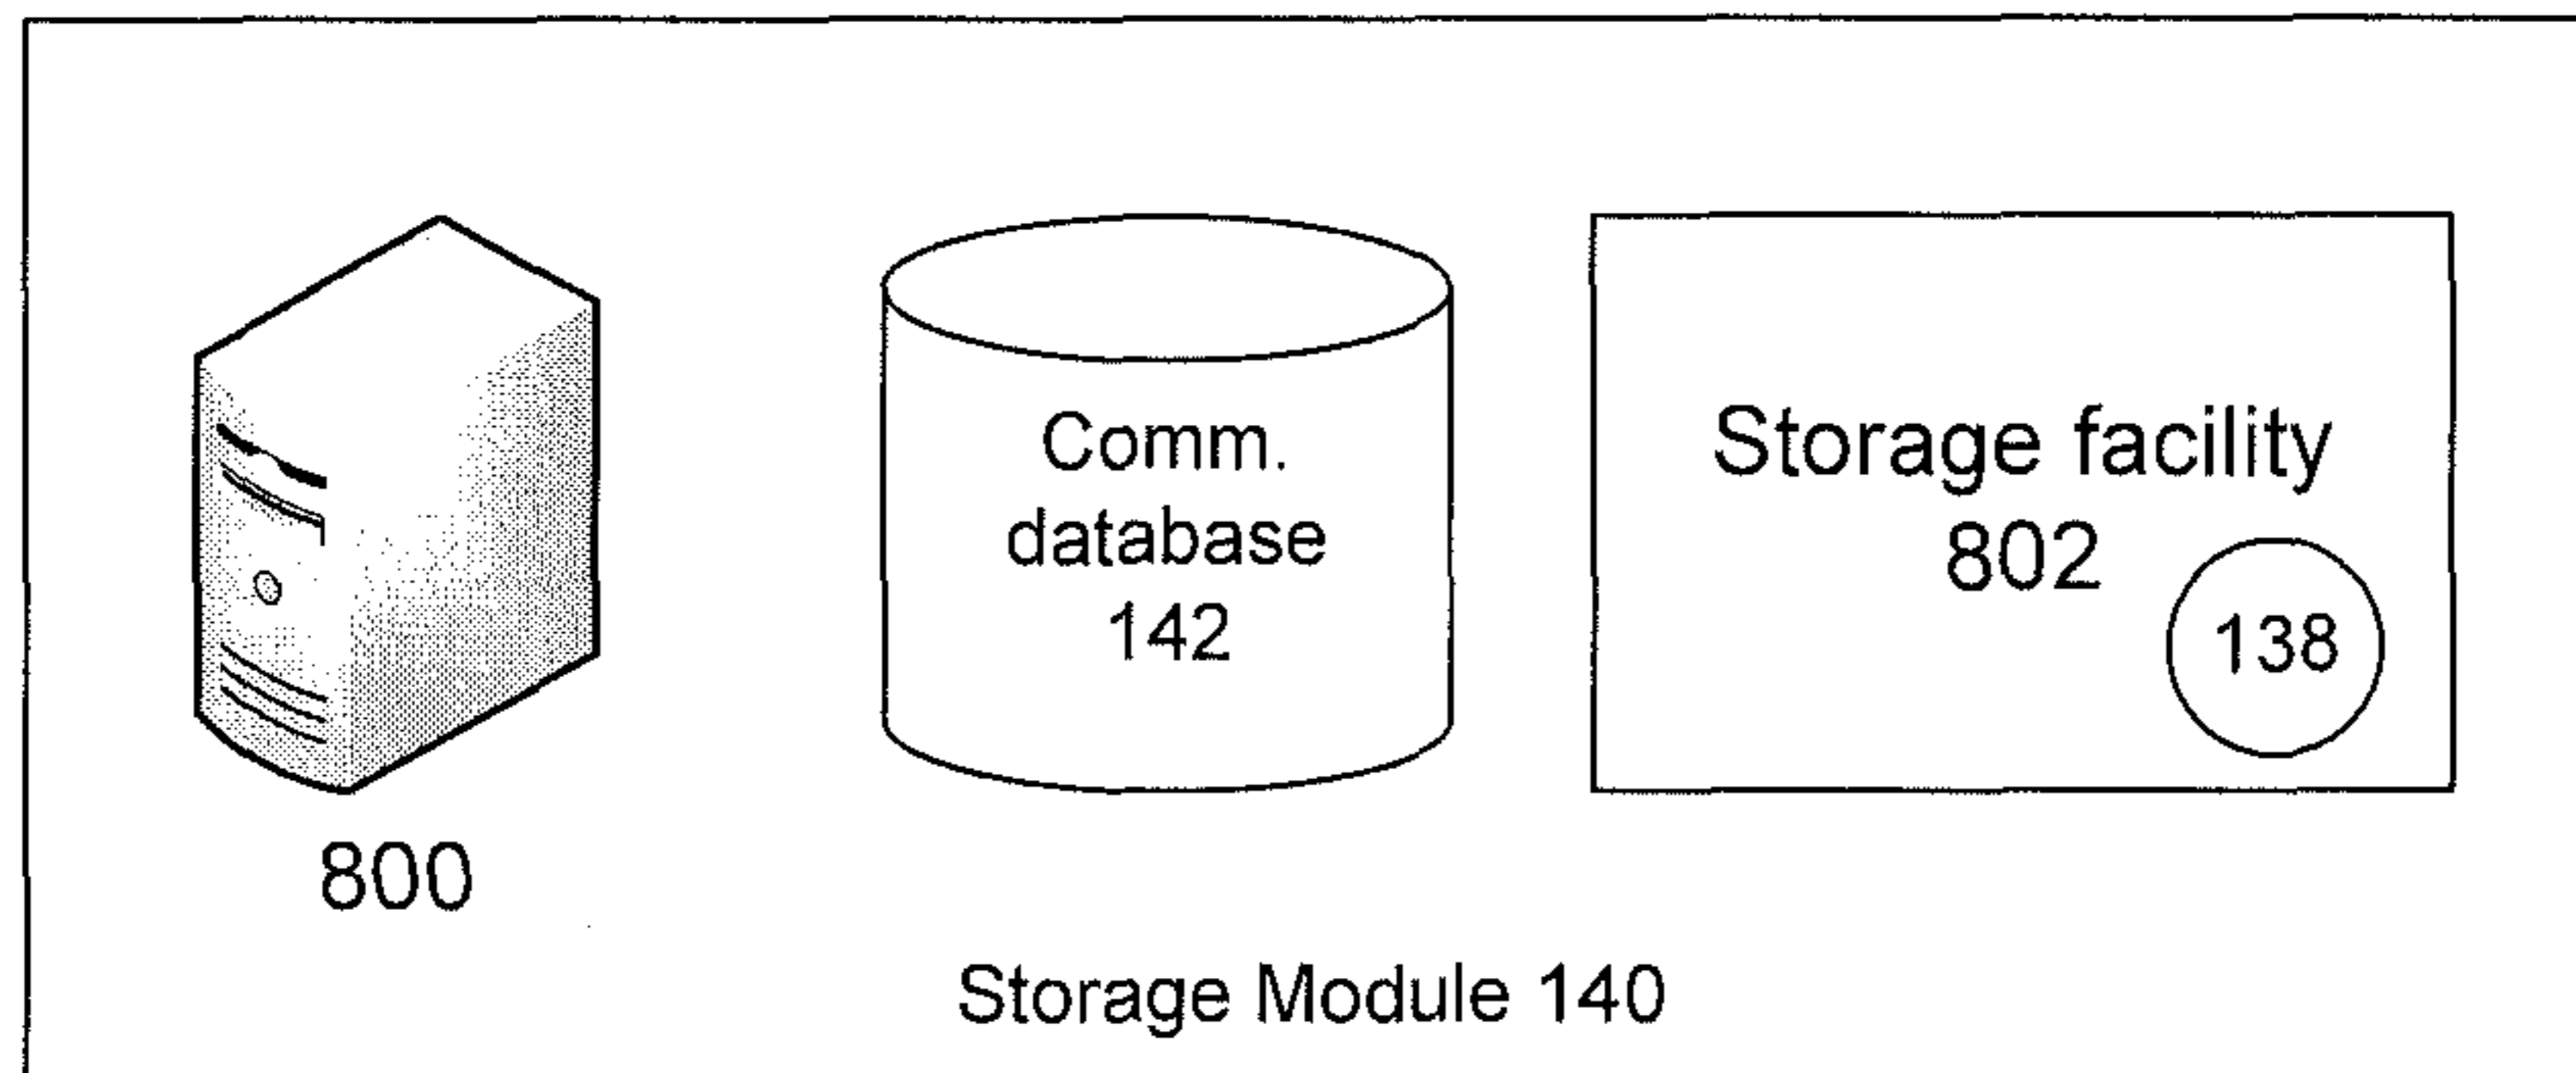 800
Comm.
database
142
Storage facility
802
138
Storage Module 140